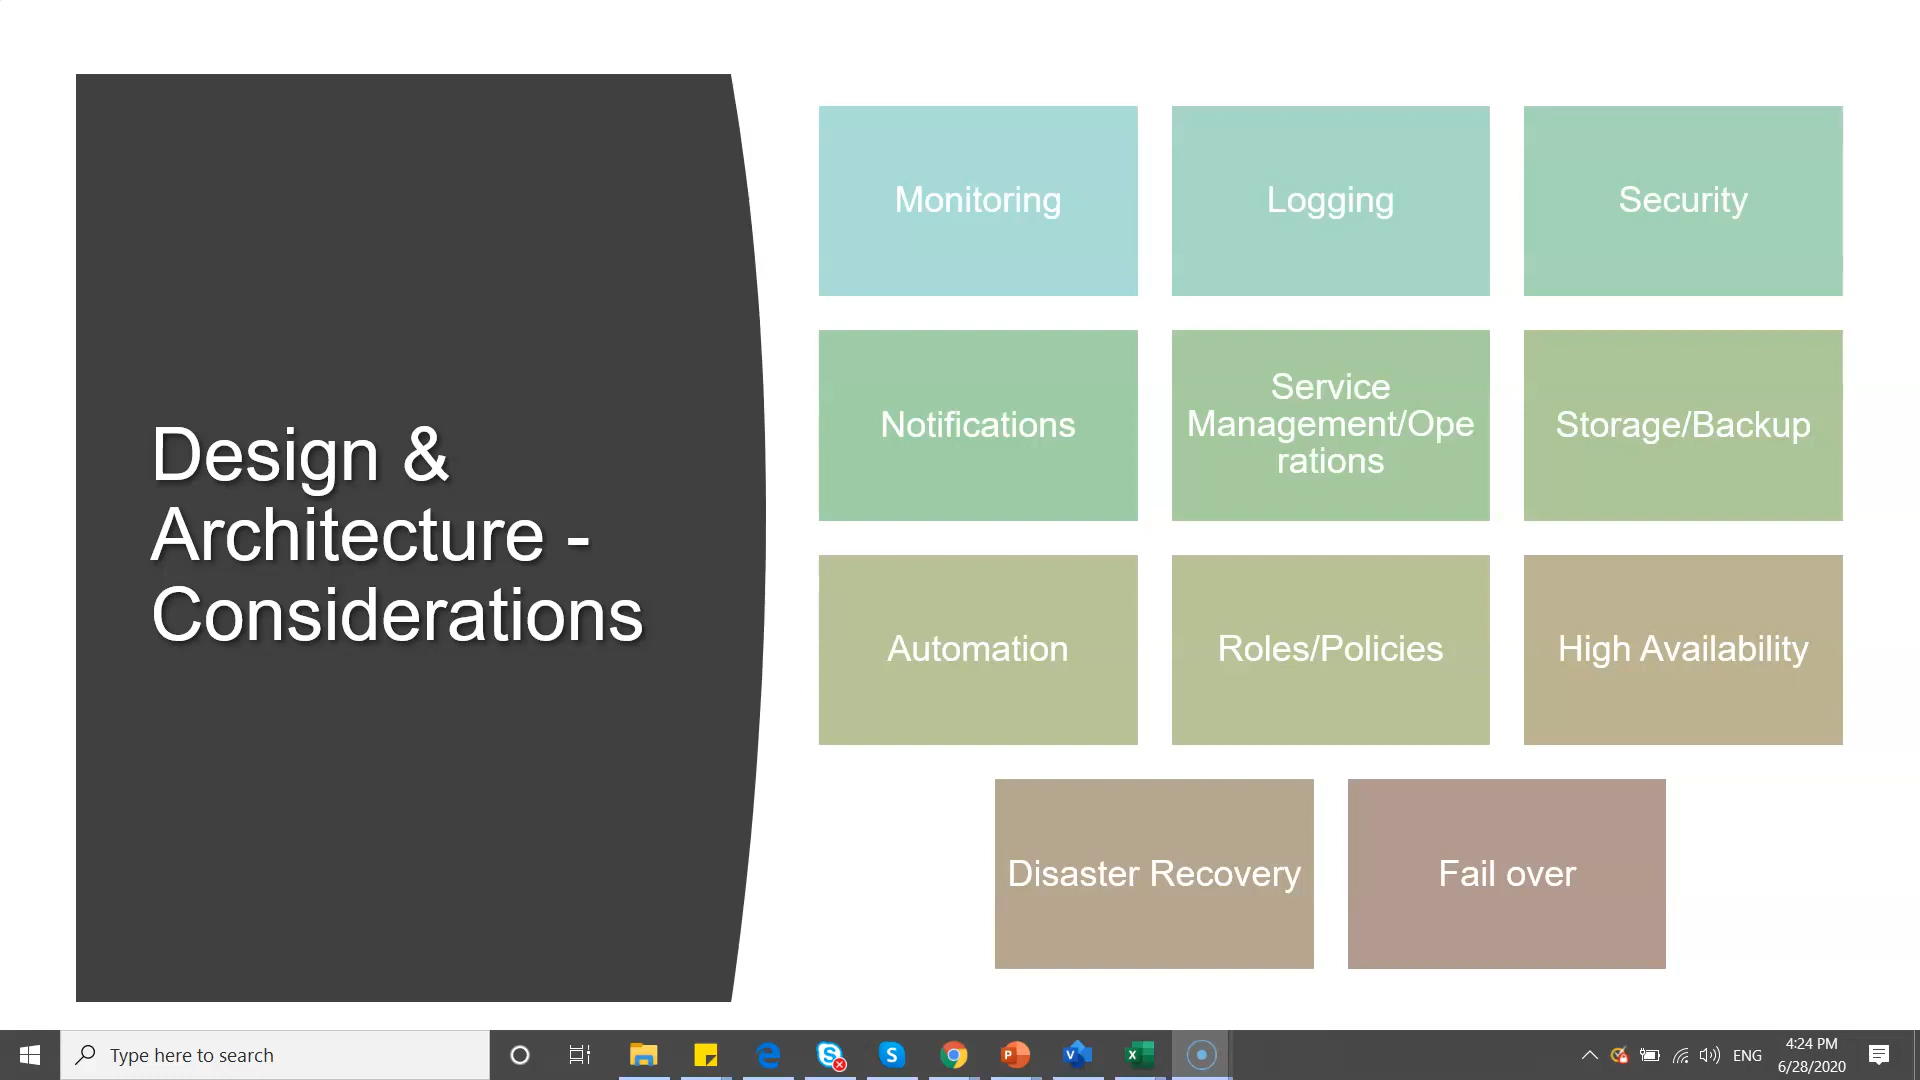 Design &
Architecture -
Considerations
Monitoring
Logging
Security
Notifications
Service
Management/Ope
rations
Storage/Backup
Automation
Roles/Policies
High Availability
Disaster Recovery
Fail over
Type here to search
ENG
4:24 PM
6/28/2020